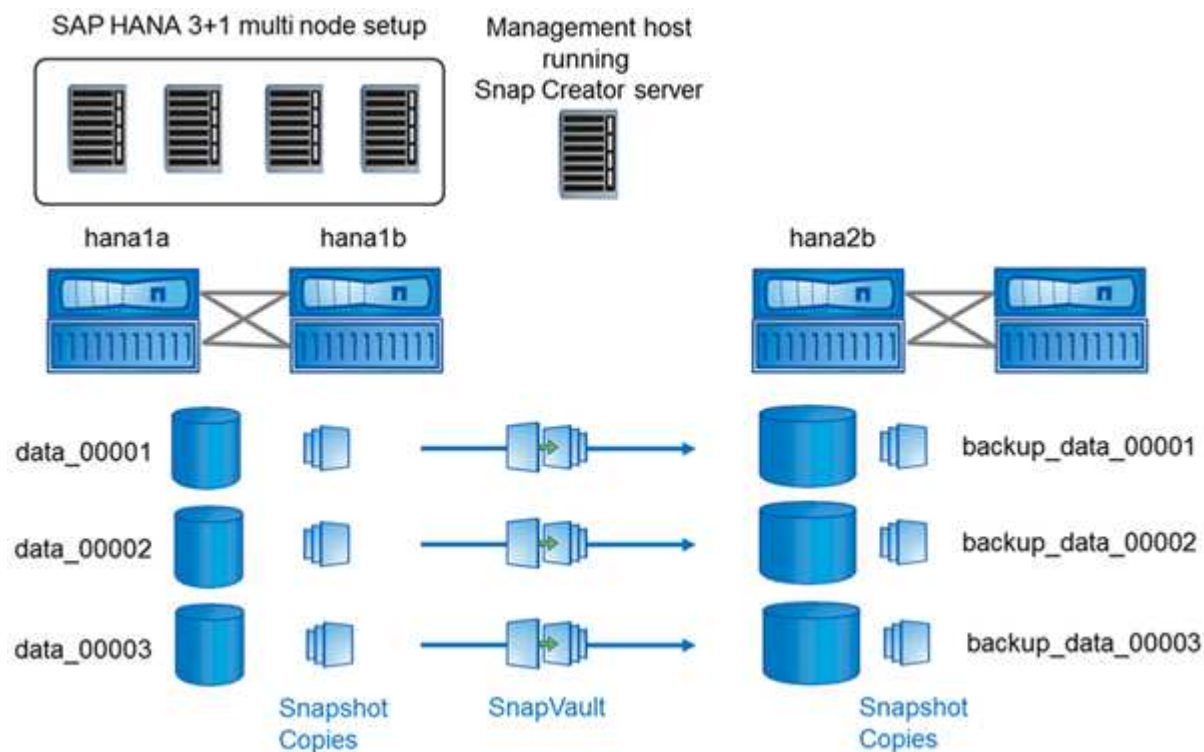 SAP HANA 3+1 multi node setup
Management host
running
Snap Creator server
hana1a
hana1b
hana2b
data_00001
backup_data_00001
data_00002
backup_data_00002
data_00003
backup_data_00003
Snapshot
Copies
SnapVault
Snapshot
Copies